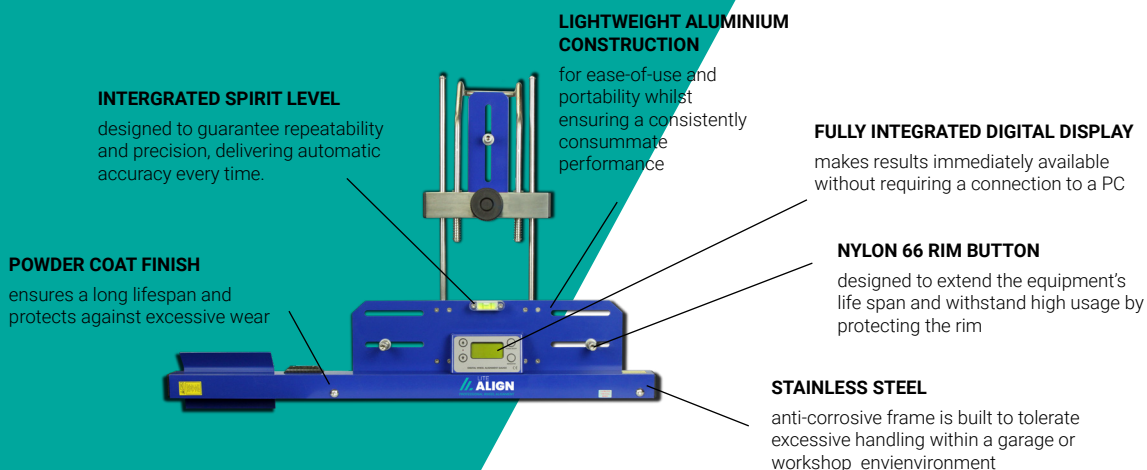 LIGHTWEIGHT ALUMINIUM
CONSTRUCTION
for ease-of-use and
portability whilst
ensuring a consistently
consummate
performance
INTERGRATED SPIRIT LEVEL
designed to guarantee repeatability
and precision, delivering automatic
accuracy every time.
FULLY INTEGRATED DIGITAL DISPLAY
makes results immediately available
without requiring a connection to a PC
POWDER COAT FINISH
ensures a long lifespan and
protects against excessive wear
NYLON 66 RIM BUTTON
designed to extend the equipment’s
life span and withstand high usage by
protecting the rim
STAINLESS STEEL
anti-corrosive frame is built to tolerate
excessive handling within a garage or
workshop envienvironment
LITE
ALIGN